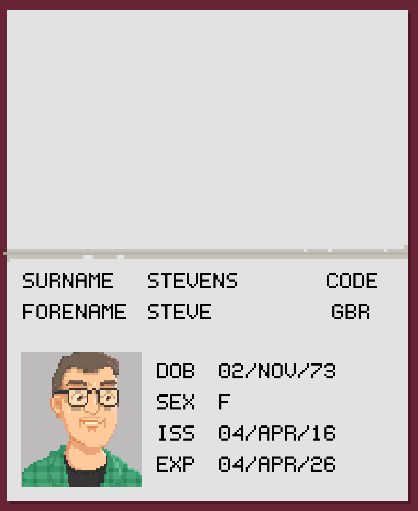 SURNAME STEVENS CODE
FORENAME STEVE GBR
DOB 02/NOV/73
SEX F
ISS 04/APR/16
EXP 04/APR/26